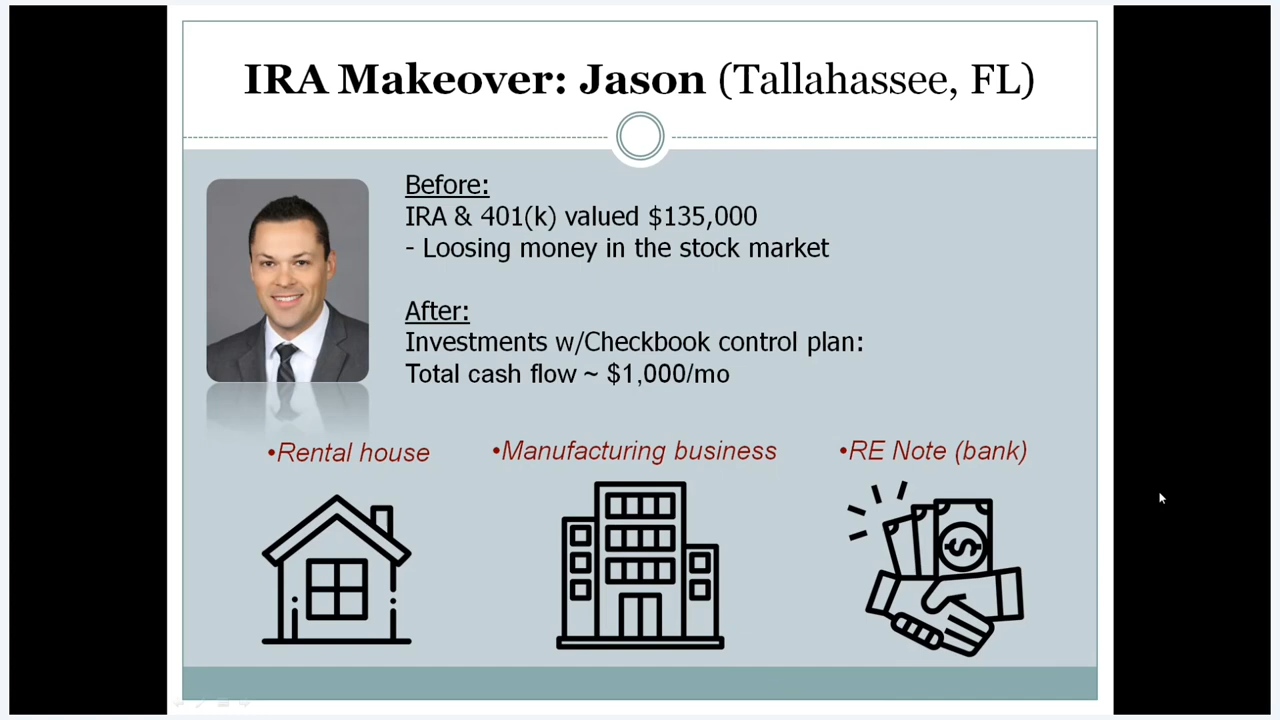 IRA Makeover: Jason (Tallahassee, FL)
Before:
IRA & 401(k) valued $135,000
- Loosing money in the stock market
After:
Investments w/Checkbook control plan:
Total cash flow ~ $1,000/mo
•Rental house
•Manufacturing business
•RE Note (bank)